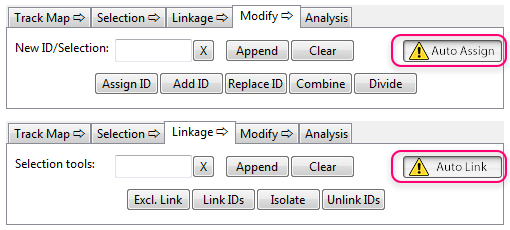 Track Map Selection Linkage Modify Analysis
New ID/Selection: X Append Clear Auto Assign
Assign ID Add ID Replace ID Combine Divide
Track Map Selection Linkage Modify Analysis
Selection tools: X Append Clear Auto Link
Excl. Link Link IDs Isolate Unlink IDs